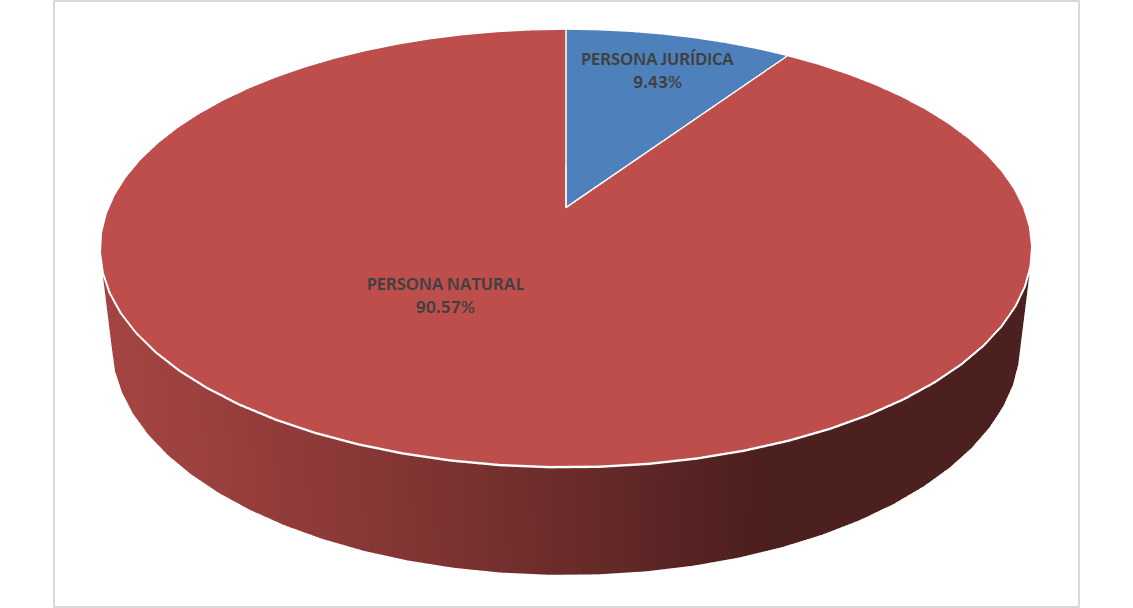 PERSONA JURÍDICA
9.43%
PERSONA NATURAL
90.57%